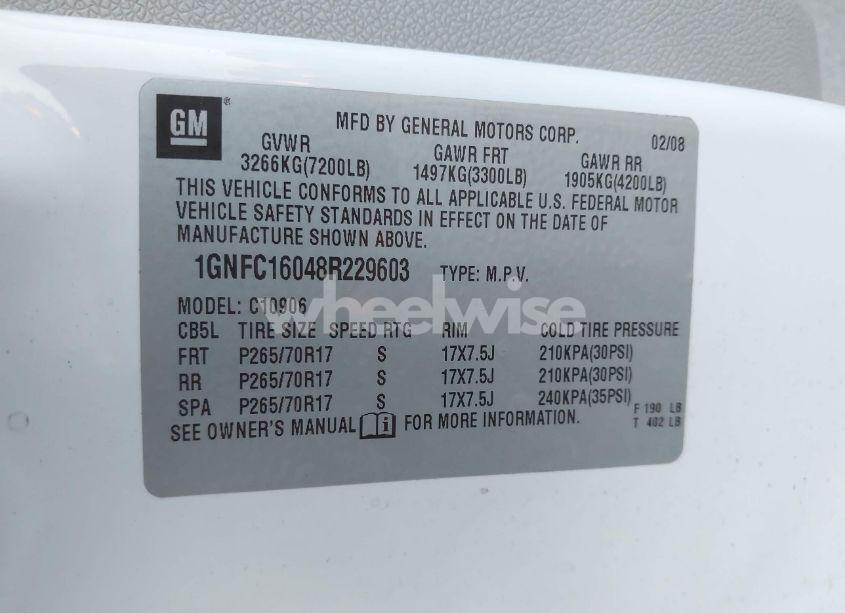 GM ®
MFD BY GENERAL MOTORS CORP. 02/08
GVWR GAWR FRT GAWR RR
3266KG(7200LB) 1497KG(3300LB) 1905KG(4200LB)
THIS VEHICLE CONFORMS TO ALL APPLICABLE U.S. FEDERAL MOTOR
VEHICLE SAFETY STANDARDS IN EFFECT ON THE DATE OF
MANUFACTURE SHOWN ABOVE.
1GNFC16048R229603 TYPE: M.P.V.
wheelwise
MODEL: C10906
CB5L TIRE SIZE SPEED RTG RIM COLD TIRE PRESSURE
FRT P265/70R17 S 17X7.5J 210KPA(30PSI)
RR P265/70R17 S 17X7.5J 210KPA(30PSI)
SPA P265/70R17 S 17X7.5J 240KPA(35PSI) F 190 LB
SEE OWNER'S MANUAL i FOR MORE INFORMATION. T 402 LB